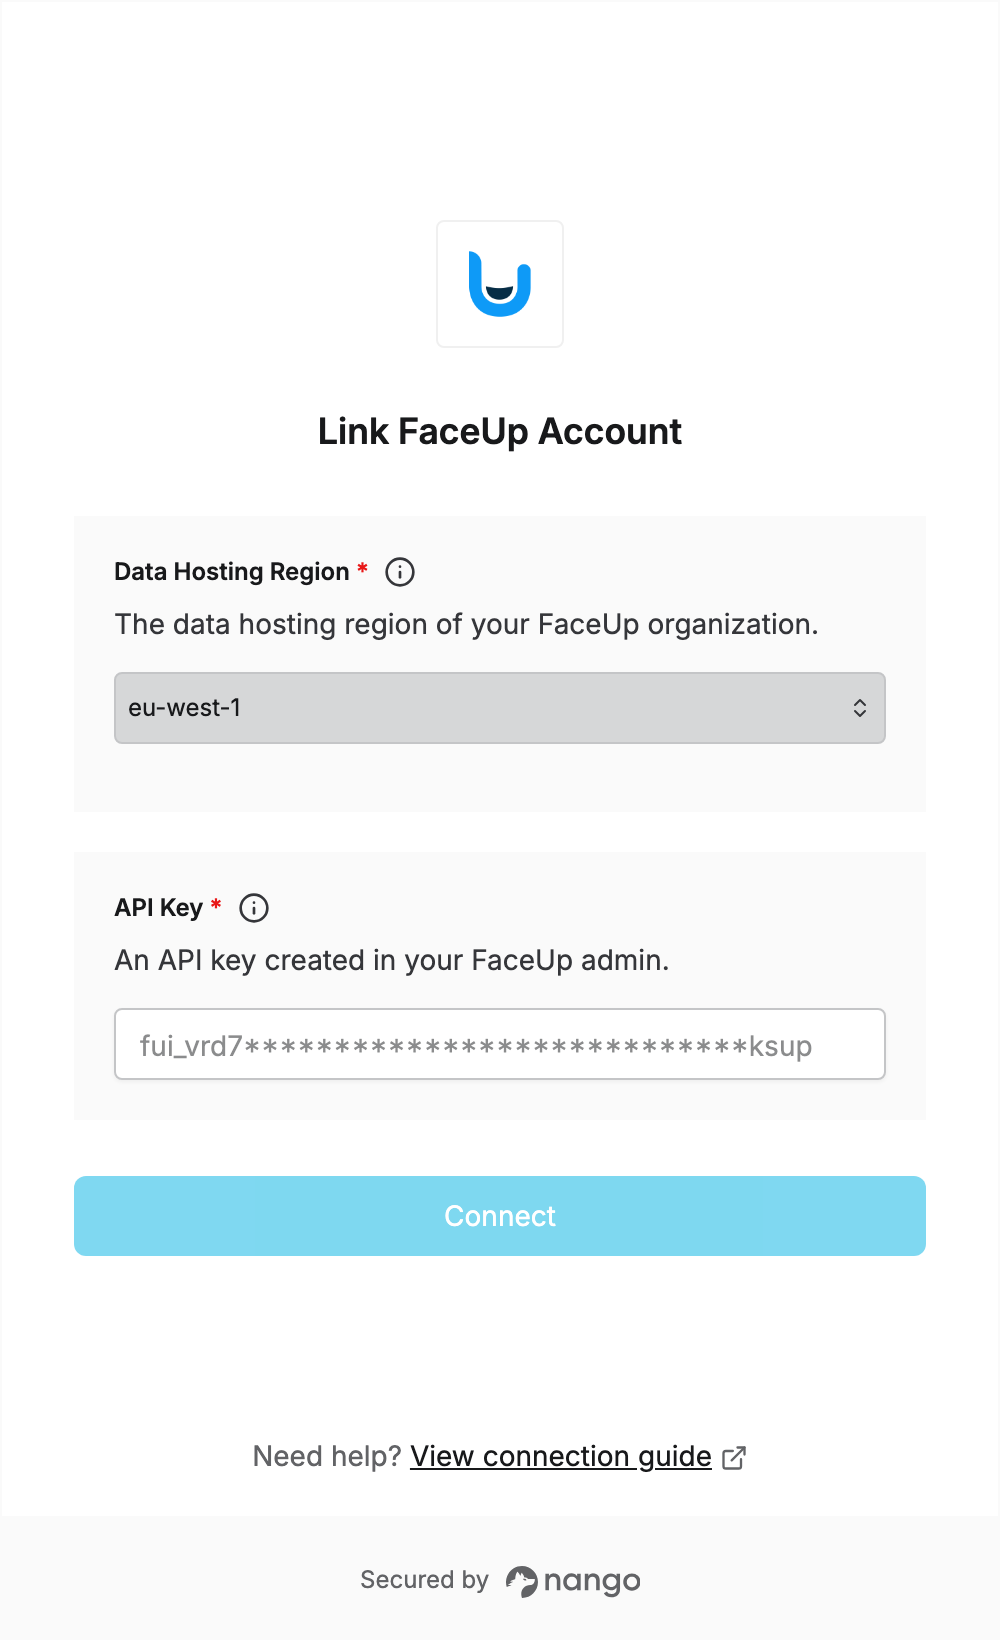 Link FaceUp Account
Data Hosting Region *
The data hosting region of your FaceUp organization.
eu-west-1
API Key *
An API key created in your FaceUp admin.
fui_vrd7****************************ksup
Connect
Need help? View connection guide
Secured by nango